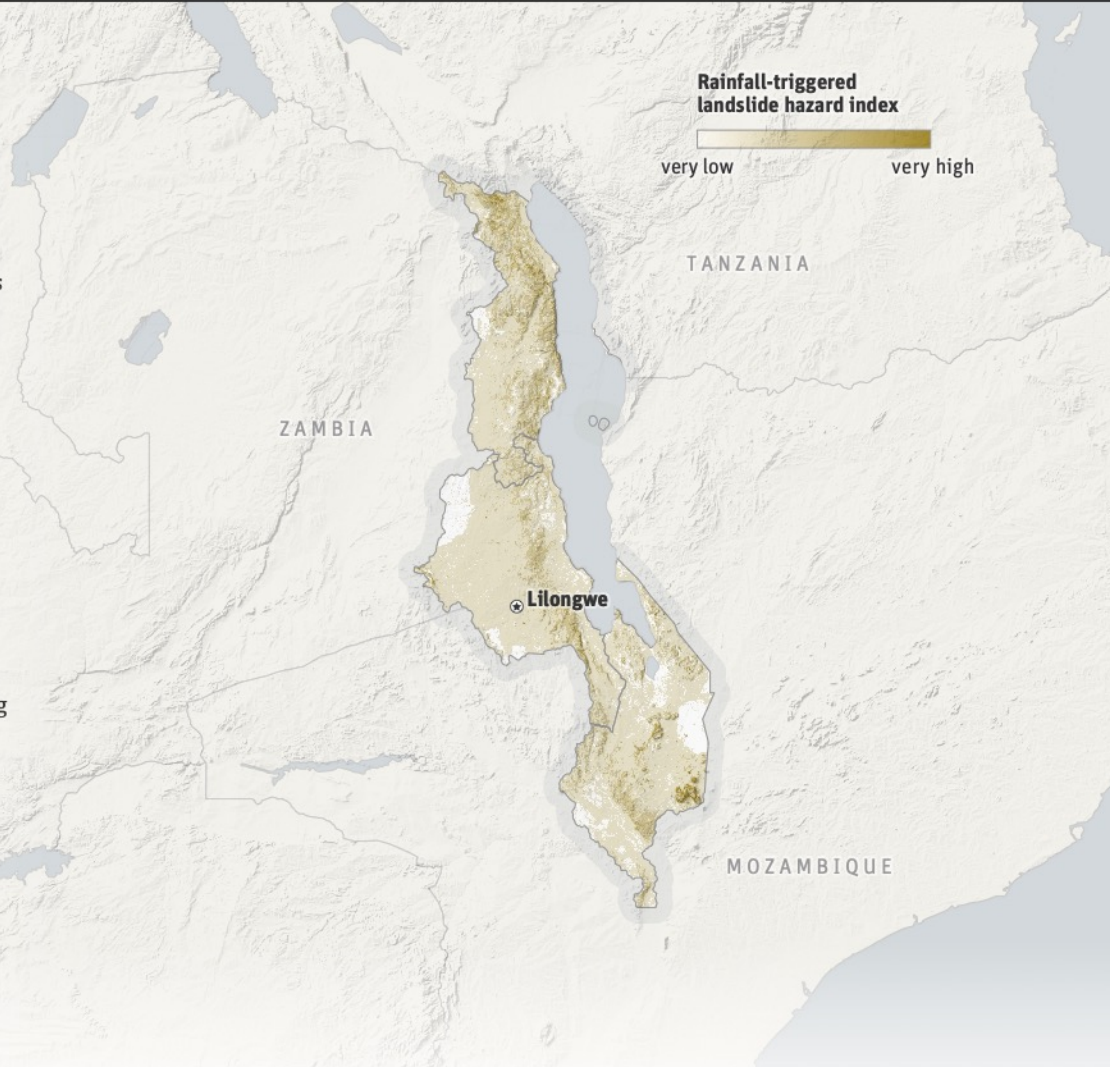 Rainfall-triggered
landslide hazard index
very low very high
TANZANIA
s
ZAMBIA
Lilongwe
g
MOZAMBIQUE